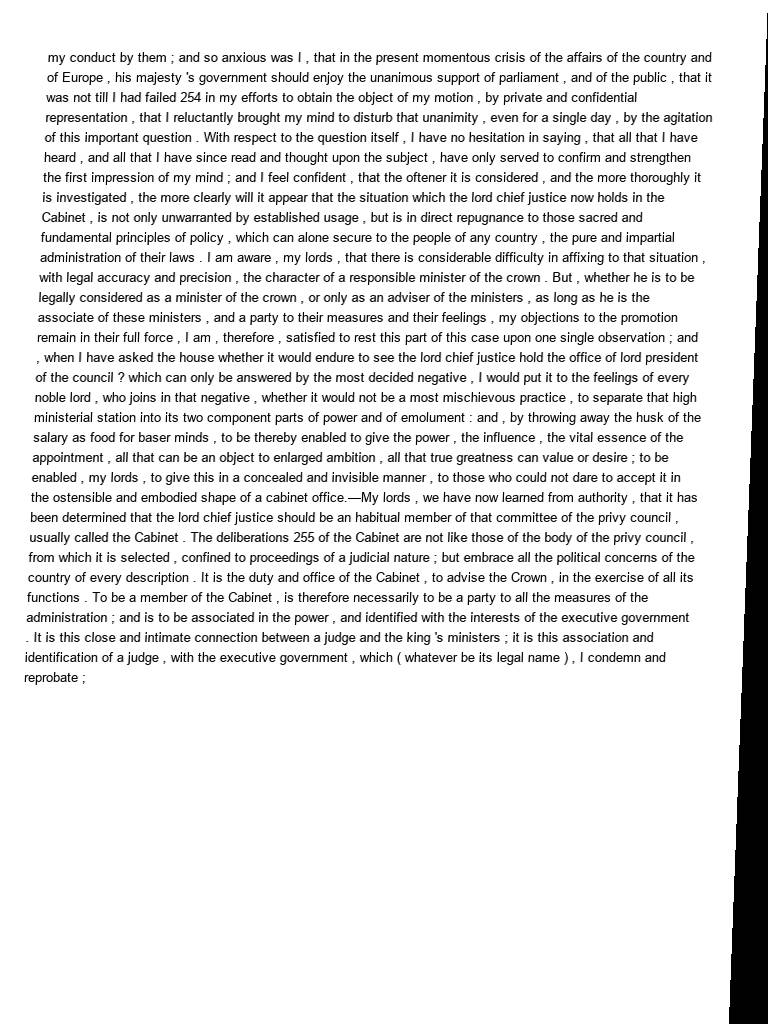 my conduct by them ; and so anxious was I , that in the present momentous crisis of the affairs of the country and
of Europe , his majesty 's government should enjoy the unanimous support of parliament , and of the public , that it
was not till I had failed 254 in my efforts to obtain the object of my motion , by private and confidential
representation , that I reluctantly brought my mind to disturb that unanimity , even for a single day , by the agitation
of this important question . With respect to the question itself , I have no hesitation in saying , that all that I have
heard , and all that I have since read and thought upon the subject , have only served to confirm and strengthen
the first impression of my mind ; and I feel confident , that the oftener it is considered , and the more thoroughly it
is investigated , the more clearly will it appear that the situation which the lord chief justice now holds in the
Cabinet , is not only unwarranted by established usage , but is in direct repugnance to those sacred and
fundamental principles of policy , which can alone secure to the people of any country , the pure and impartial
administration of their laws . I am aware , my lords , that there is considerable difficulty in affixing to that situation ,
with legal accuracy and precision , the character of a responsible minister of the crown . But , whether he is to be
legally considered as a minister of the crown , or only as an adviser of the ministers , as long as he is the
associate of these ministers , and a party to their measures and their feelings , my objections to the promotion
remain in their full force , I am , therefore , satisfied to rest this part of this case upon one single observation ; and
, when I have asked the house whether it would endure to see the lord chief justice hold the office of lord president
of the council ? which can only be answered by the most decided negative , I would put it to the feelings of every
noble lord , who joins in that negative , whether it would not be a most mischievous practice , to separate that high
ministerial station into its two component parts of power and of emolument : and , by throwing away the husk of the
salary as food for baser minds , to be thereby enabled to give the power , the influence , the vital essence of the
appointment , all that can be an object to enlarged ambition , all that true greatness can value or desire ; to be
enabled , my lords , to give this in a concealed and invisible manner , to those who could not dare to accept it in
the ostensible and embodied shape of a cabinet office.—My lords , we have now learned from authority , that it has
been determined that the lord chief justice should be an habitual member of that committee of the privy council ,
usually called the Cabinet . The deliberations 255 of the Cabinet are not like those of the body of the privy council ,
from which it is selected , confined to proceedings of a judicial nature ; but embrace all the political concerns of the
country of every description . It is the duty and office of the Cabinet , to advise the Crown , in the exercise of all its
functions . To be a member of the Cabinet , is therefore necessarily to be a party to all the measures of the
administration ; and is to be associated in the power , and identified with the interests of the executive government
. It is this close and intimate connection between a judge and the king 's ministers ; it is this association and
identification of a judge , with the executive government , which ( whatever be its legal name ) , I condemn and
reprobate ;